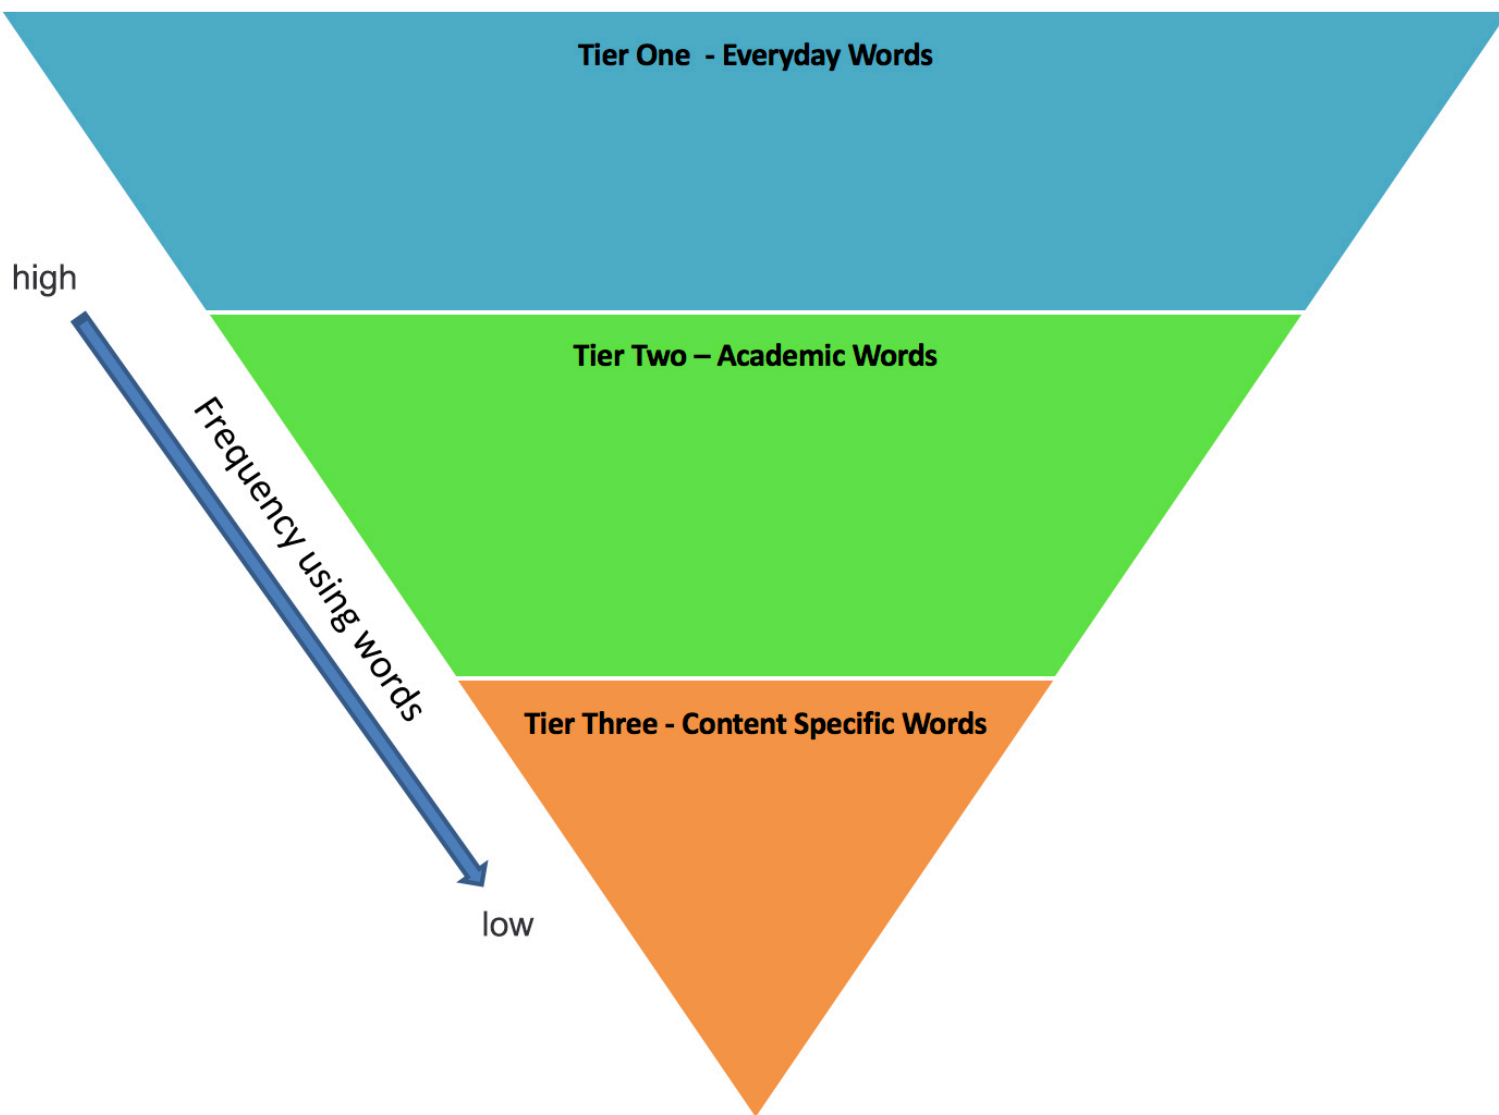 Tier One  - Everyday Words
high
Tier Two – Academic Words
Frequency using words
Tier Three - Content Specific Words
low